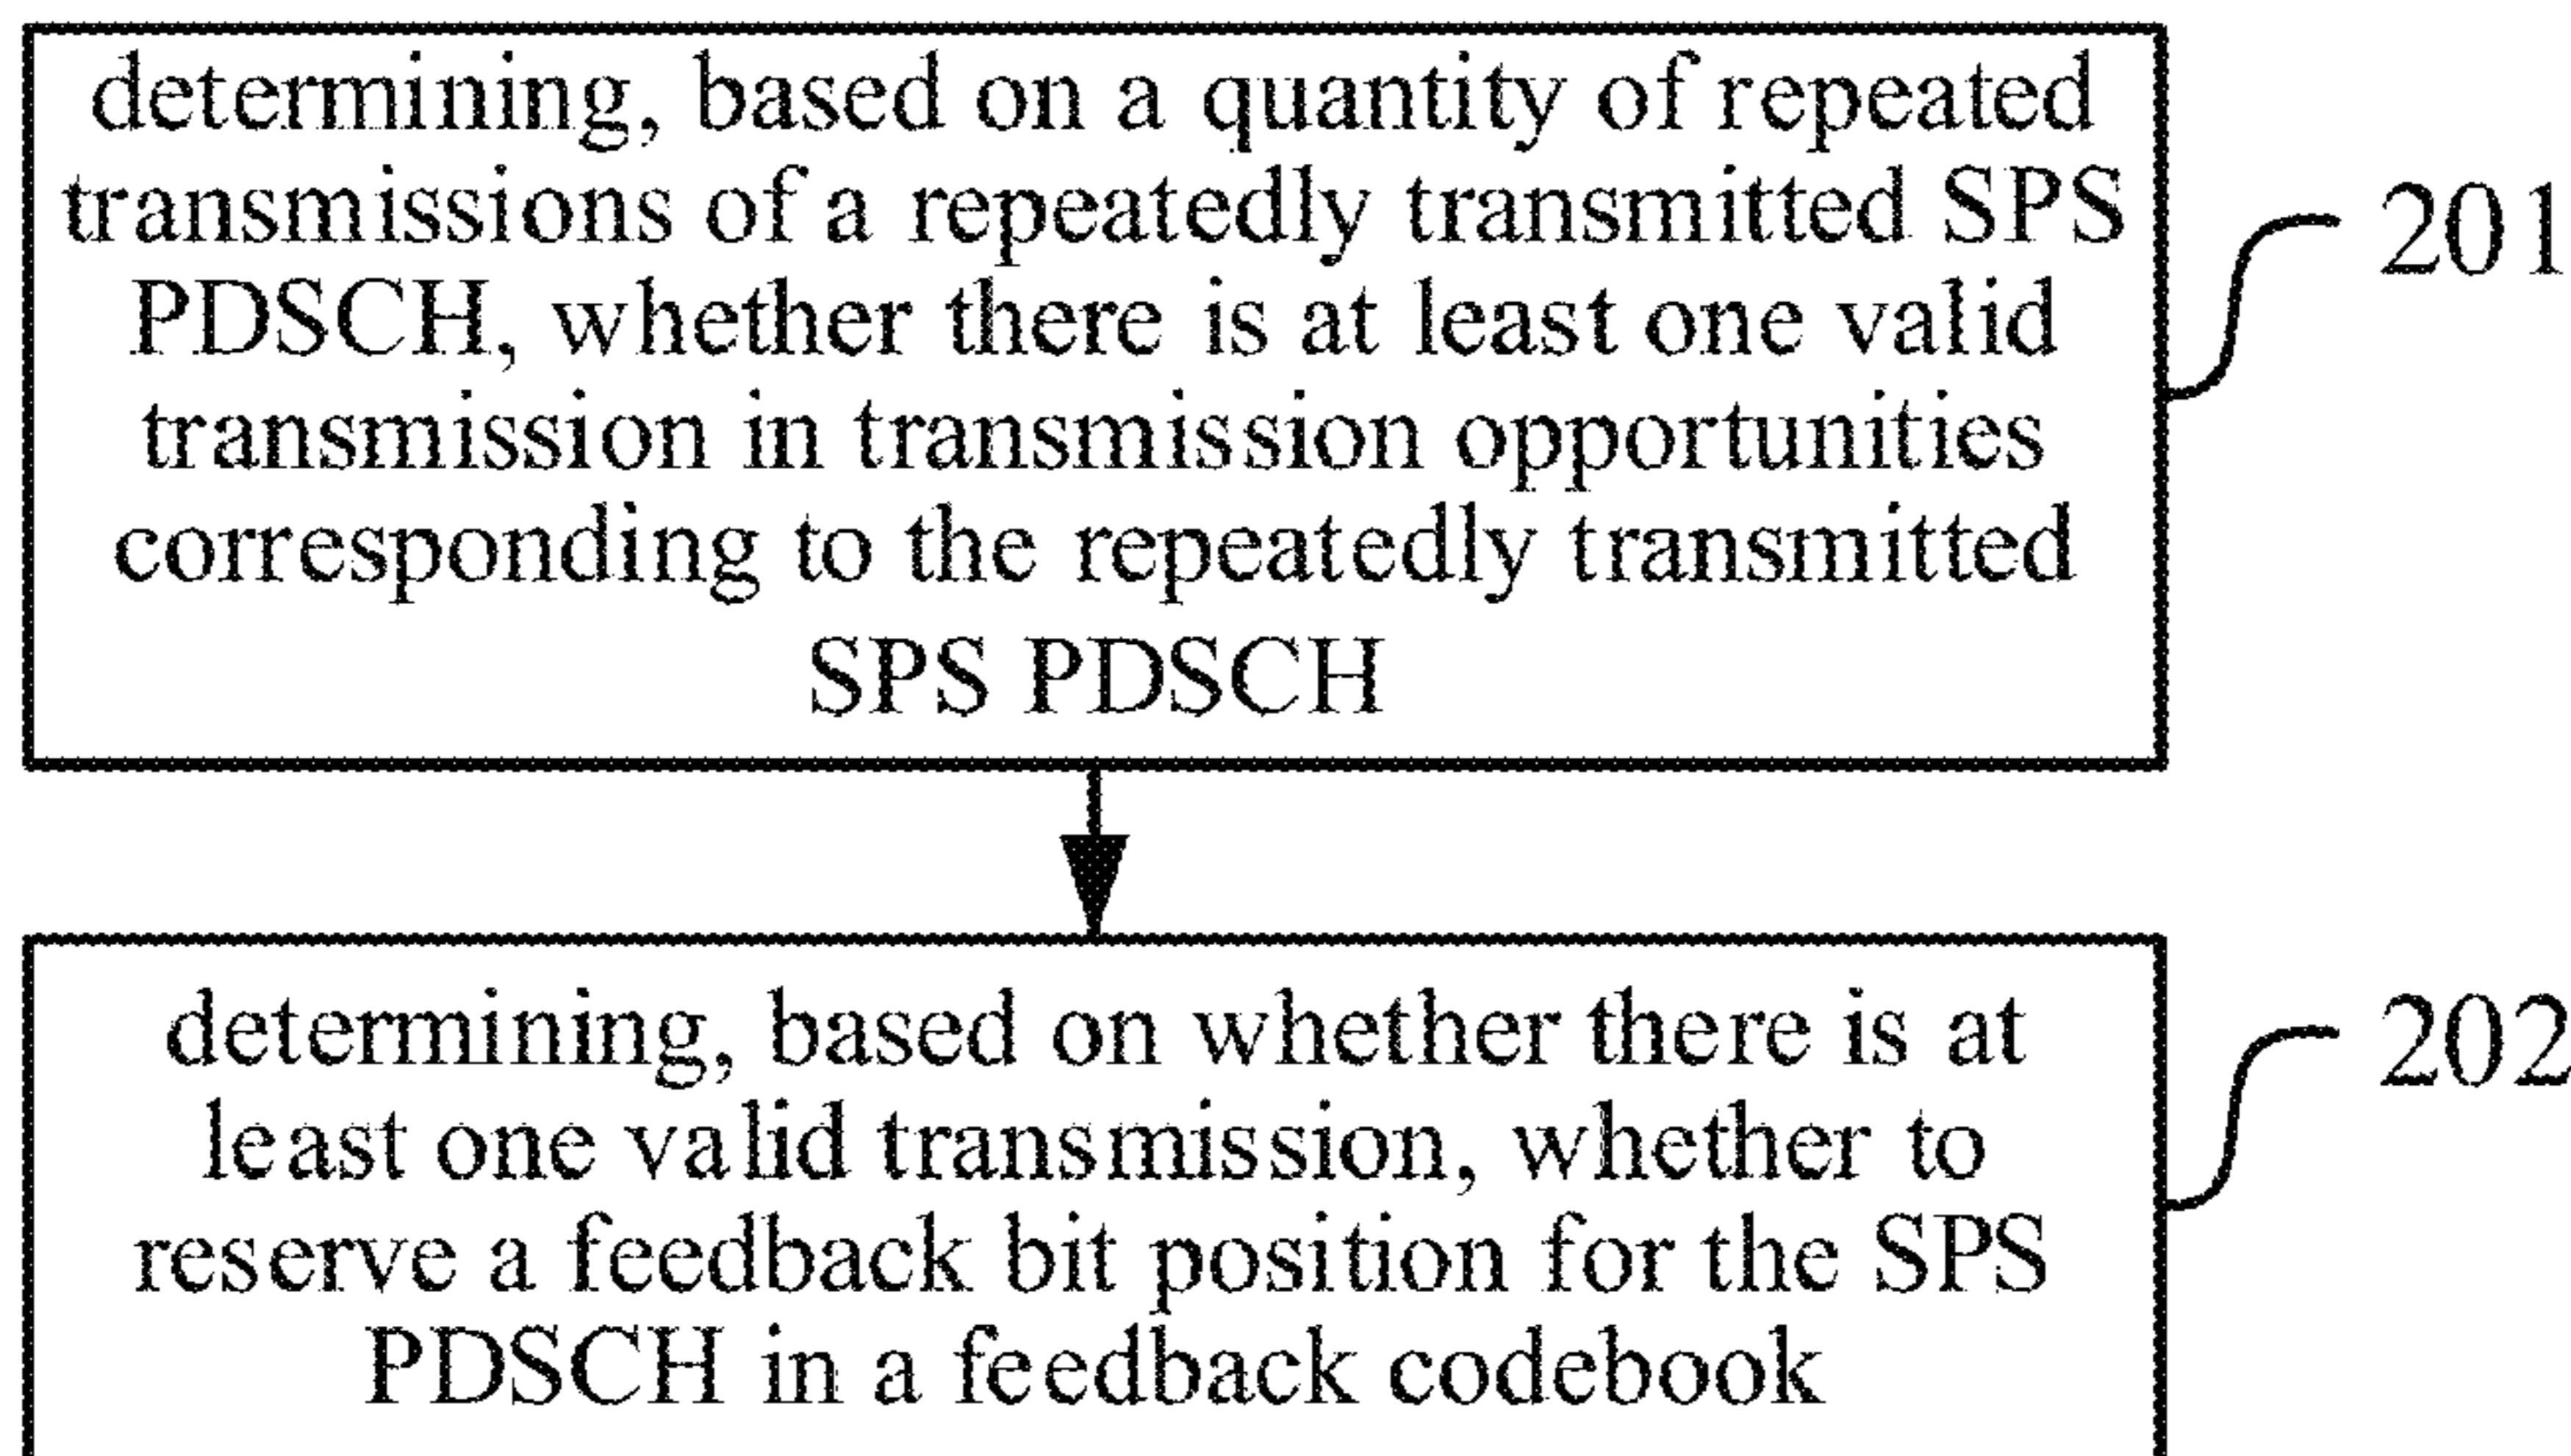 determining, based on a quantity of repeated
transmissions of a repeatedly transmitted SPS
PDSCH, whether there is at least one valid
transmission in transmission opportunities
corresponding to the repeatedly transmitted
SPS PDSCH
201
determining, based on whether there is at
least one valid transmission, whether to
reserve a feedback bit position for the SPS
PDSCH in a feedback codebook
202